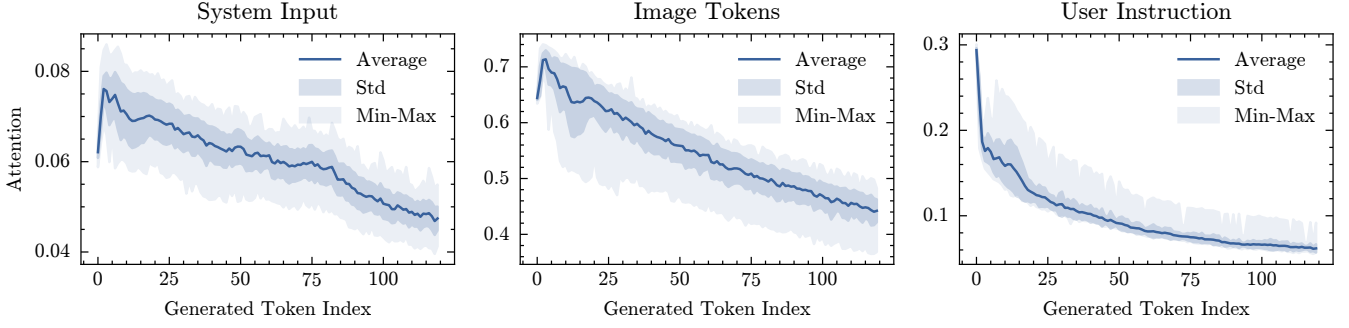 System Input
Attention
0.08
0.06
0.04
Average
Std
Min-Max
0 25 50 75 100
Generated Token Index
Image Tokens
0.7
0.6
0.5
0.4
Average
Std
Min-Max
0 25 50 75 100
Generated Token Index
User Instruction
0.3
0.2
0.1
Average
Std
Min-Max
0 25 50 75 100
Generated Token Index